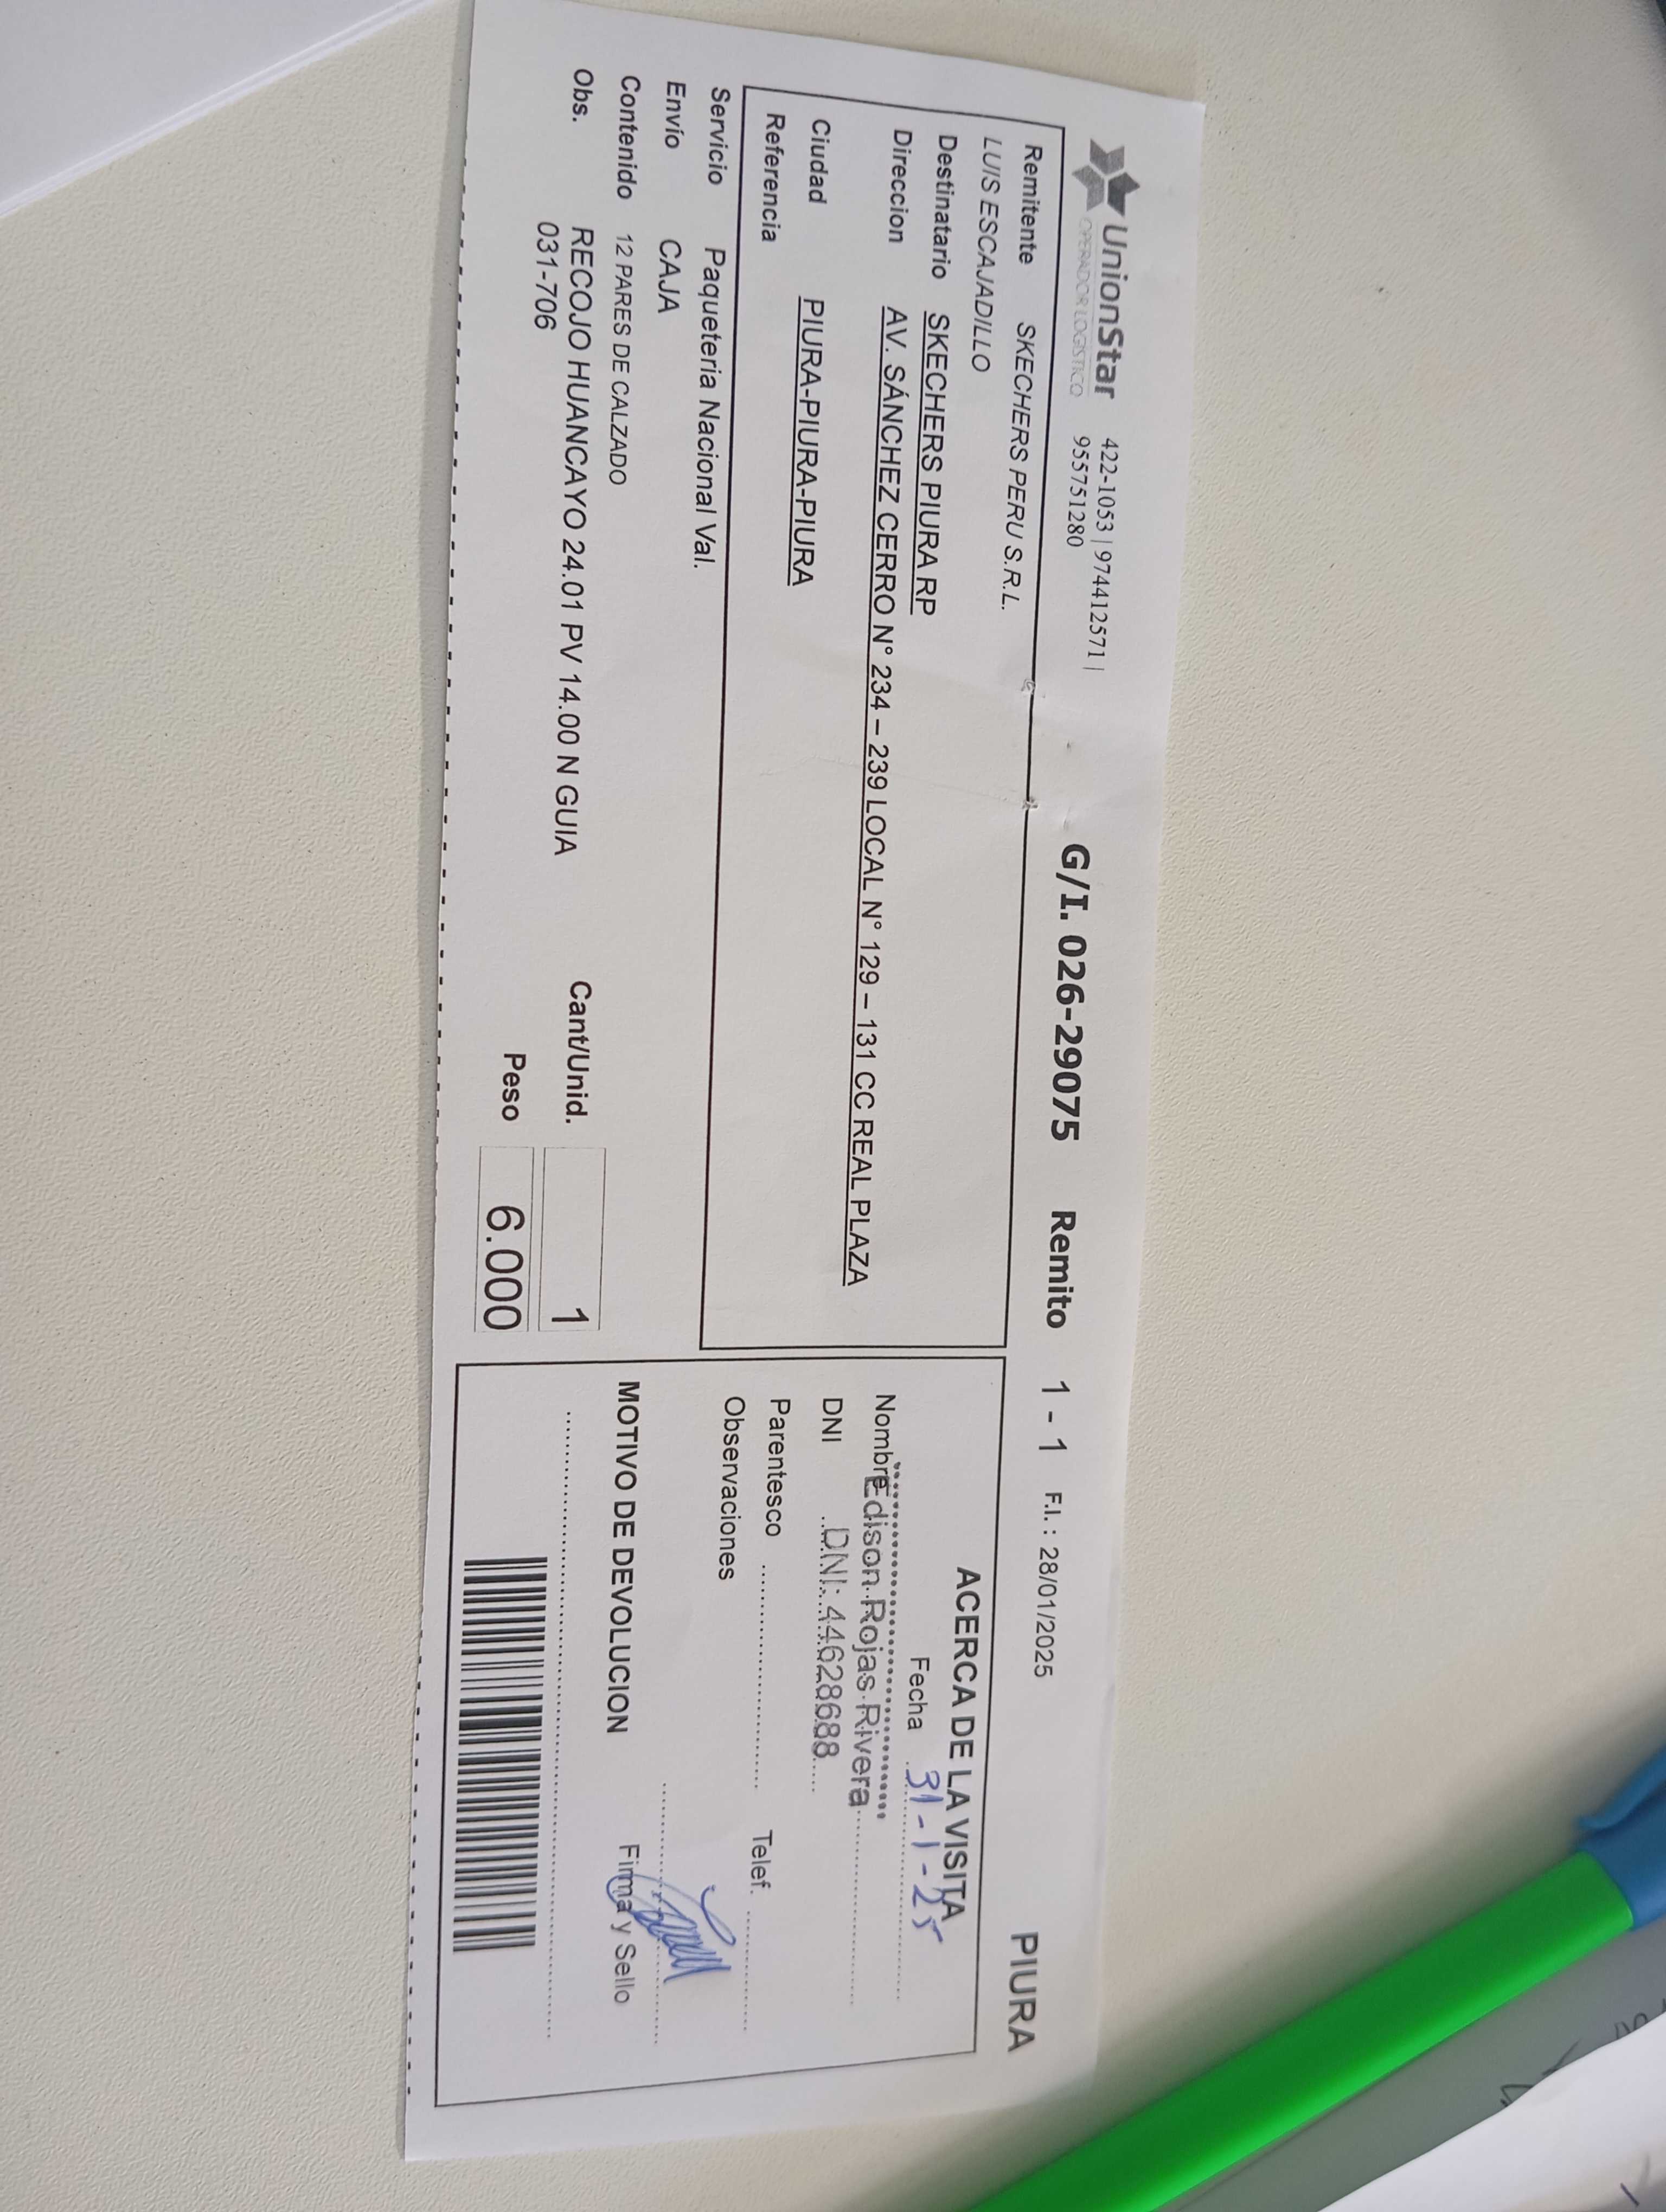 UnionStar
OPERADOR LOGISTICO
422-1053 | 974412571 |
955751280
G/I. 026-29075 Remito 1 - 1 F.I. : 28/01/2025 PIURA
Remitente SKECHERS PERU S.R.L.
LUIS ESCAJADILLO
Destinatario SKECHERS PIURA RP
Direccion AV. SÁNCHEZ CERRO N° 234 – 239 LOCAL N° 129 – 131 CC REAL PLAZA
Ciudad PIURA-PIURA-PIURA
Referencia
Servicio Paqueteria Nacional Val.
Envío CAJA
Contenido 12 PARES DE CALZADO
Obs. RECOJO HUANCAYO 24.01 PV 14.00 N GUIA
031-706
Cant/Unid. 1
Peso 6.000
ACERCA DE LA VISITA
Fecha 31-1-25
Nombre Edison Rojas Rivera
DNI DNI: 44628688
Parentesco Telef.
Observaciones
MOTIVO DE DEVOLUCION Firma y Sello